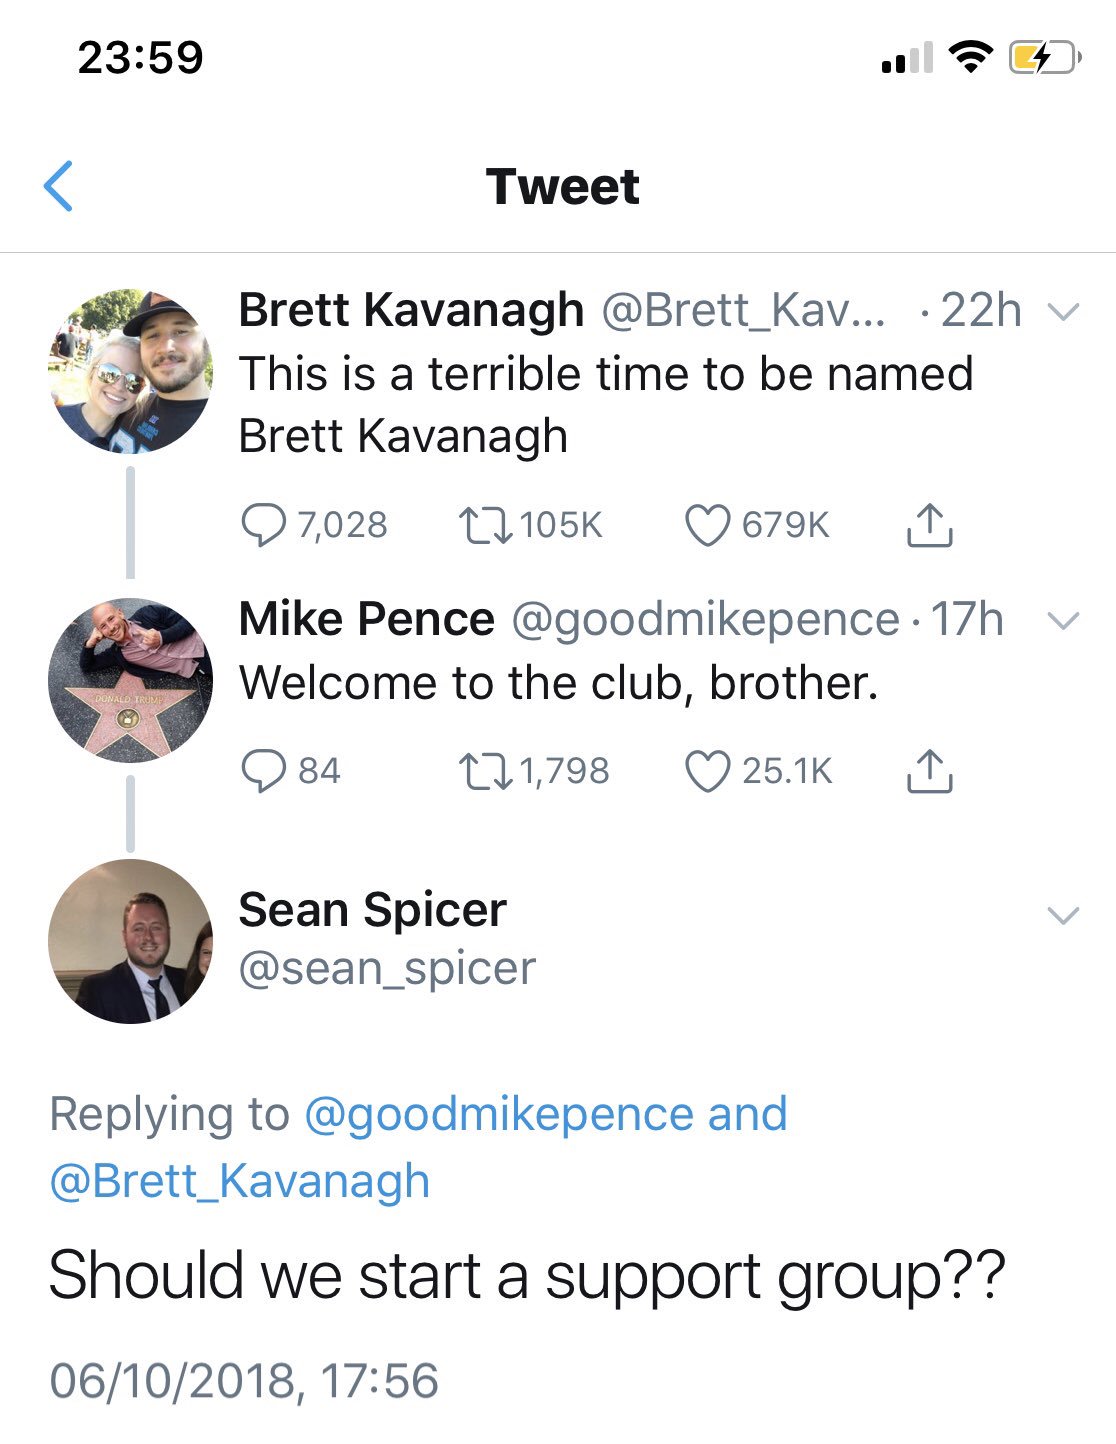 23:59
Tweet
Brett Kavanagh @Brett_Kav... · 22h
This is a terrible time to be named
Brett Kavanagh
7,028 105K 679K
Mike Pence @goodmikepence · 17h
Welcome to the club, brother.
DONALD TRUMP
84 1,798 25.1K
Sean Spicer
@sean_spicer
Replying to @goodmikepence and
@Brett_Kavanagh
Should we start a support group??
06/10/2018, 17:56